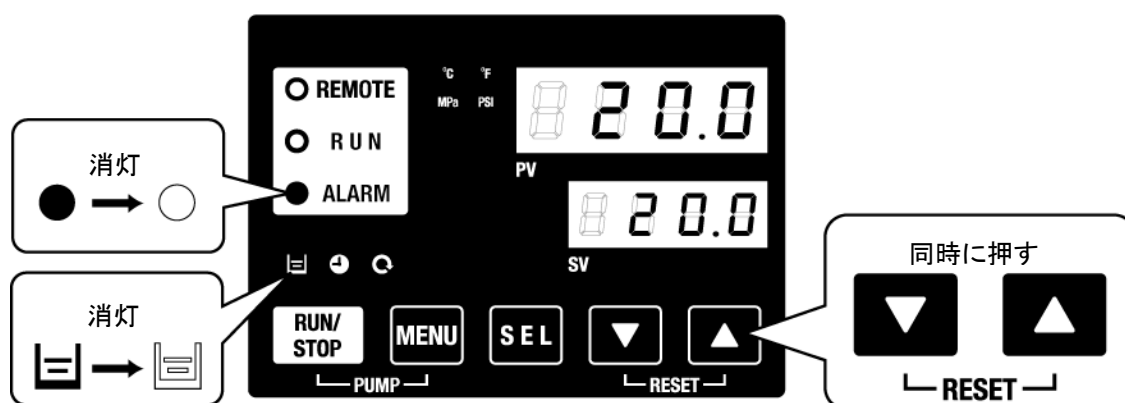 REMOTE
RUN
ALARM
°C °F
MPa PSI
20.0
PV
20.0
SV
消灯
消灯
RUN/
STOP
MENU
SEL
PUMP
RESET
同時に押す
RESET